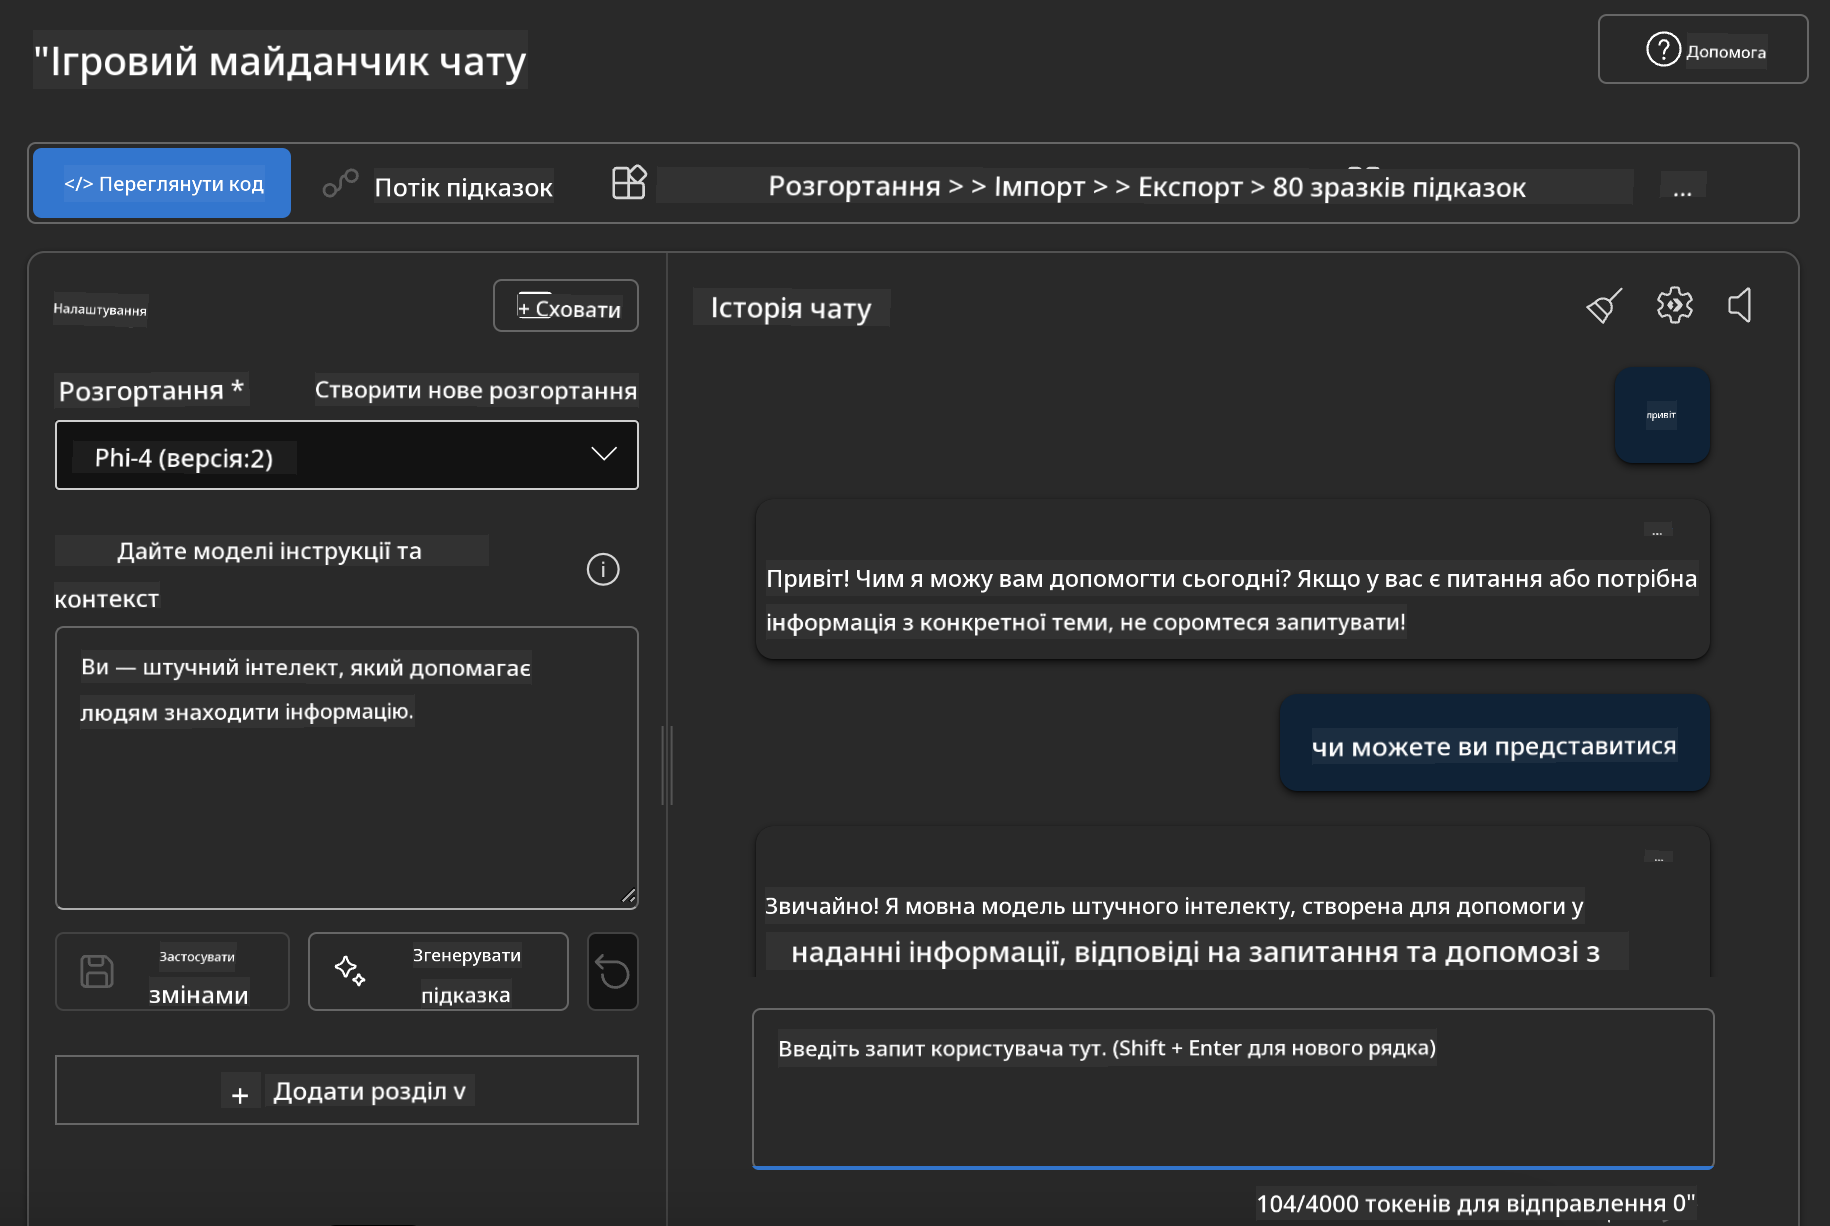 "Ігровий майданчик чату
Допомога
</> Переглянути код
Потік підказок
Розгортання > > Імпорт > > Експорт > 80 зразків підказок
...
Налаштування
+ Сховати
Розгортання *
Створити нове розгортання
Phi-4 (версія:2)
Дайте моделі інструкції та
контекст
Ви — штучний інтелект, який допомагає
людям знаходити інформацію.
Застосувати
змінами
Згенерувати
підказка
+ Додати розділ v
Історія чату
привіт
...
Привіт! Чим я можу вам допомогти сьогодні? Якщо у вас є питання або потрібна
інформація з конкретної теми, не соромтеся запитувати!
чи можете ви представитися
...
Звичайно! Я мовна модель штучного інтелекту, створена для допомоги у
наданні інформації, відповіді на запитання та допомозі з
Введіть запит користувача тут. (Shift + Enter для нового рядка)
104/4000 токенів для відправлення 0"